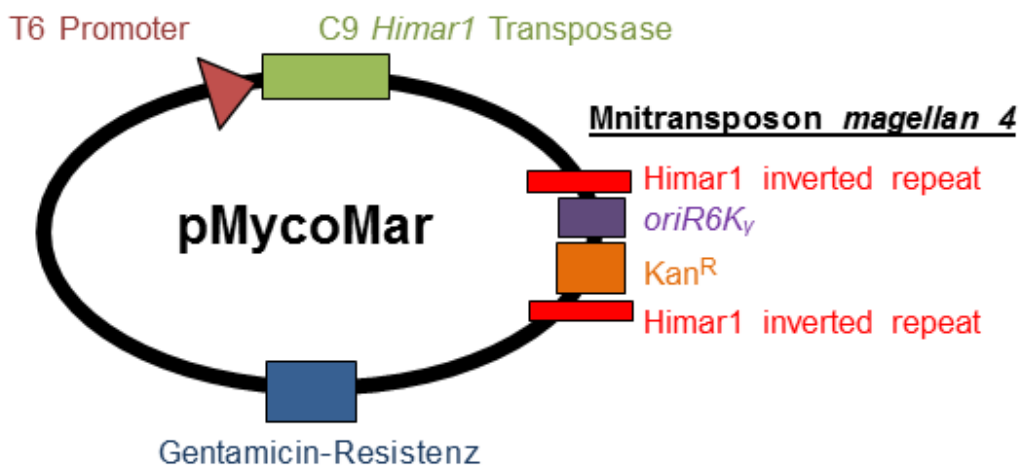 T6 Promoter
C9 Himar1 Transposase
Mnitransposon magellan 4
Himar1 inverted repeat
oriR6Kγ
KanR
Himar1 inverted repeat
pMycoMar
Gentamicin-Resistenz